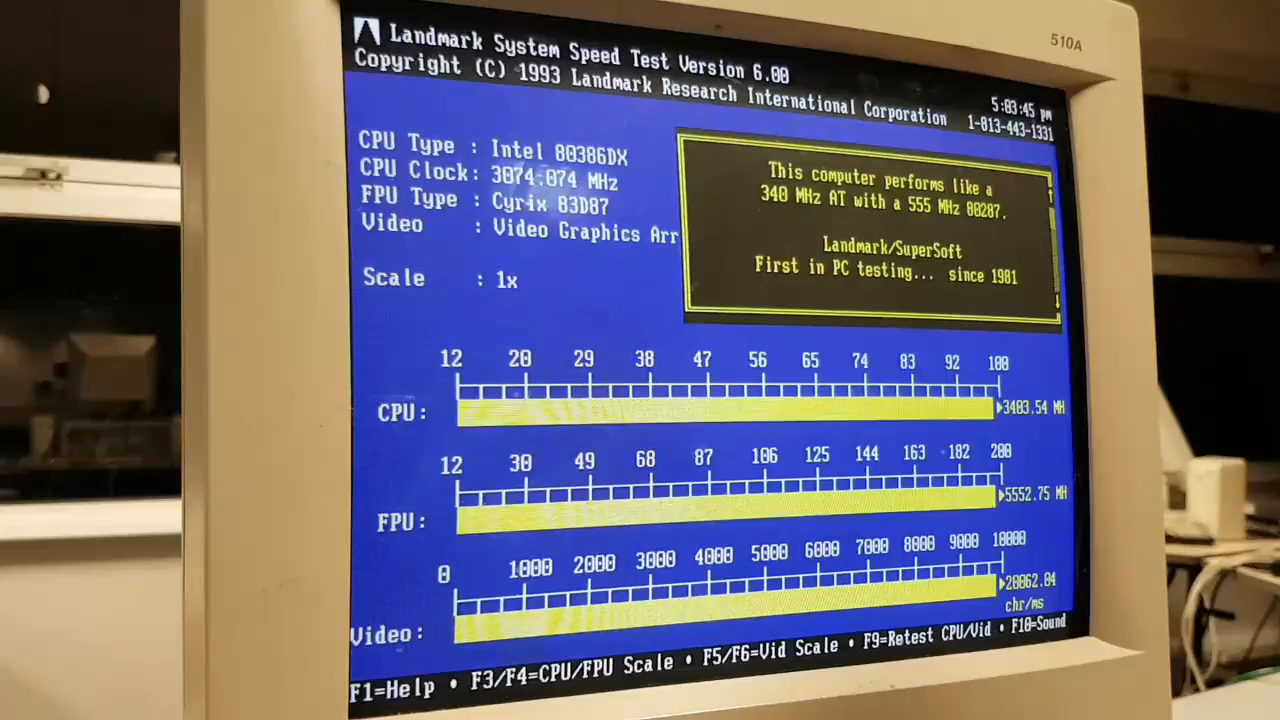 510A
Landmark System Speed Test Version 6.00
Copyright (C) 1993 Landmark Research International Corporation
5:03:45 pm
1-813-443-1331
CPU Type : Intel 80386DX
CPU Clock: 3074.074 MHz
FPU Type : Cyrix 83D87
Video : Video Graphics Arr
Scale : 1x
This computer performs like a
340 MHz AT with a 555 MHz 80287.
Landmark/SuperSoft
First in PC testing... since 1981
12 20 29 38 47 56 65 74 83 92 100
CPU: 3403.54 MH
12 30 49 68 87 106 125 144 163 182 200
FPU: 5552.75 MH
0 1000 2000 3000 4000 5000 6000 7000 8000 9000 10000
Video: 20062.04
chr/ms
F1=Help • F3/F4=CPU/FPU Scale • F5/F6=Vid Scale • F9=Retest CPU/Vid • F10=Sound